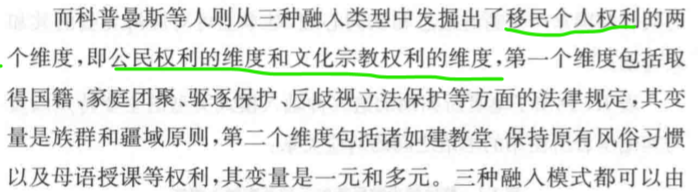 而科普曼斯等人则从三种融入类型中发掘出了移民个人权利的两
个维度,即公民权利的维度和文化宗教权利的维度,第一个维度包括取
得国籍、家庭团聚、驱逐保护、反歧视立法保护等方面的法律规定,其变
量是族群和疆域原则,第二个维度包括诸如建教堂、保持原有风俗习惯
以及母语授课等权利,其变量是一元和多元。三种融入模式都可以由